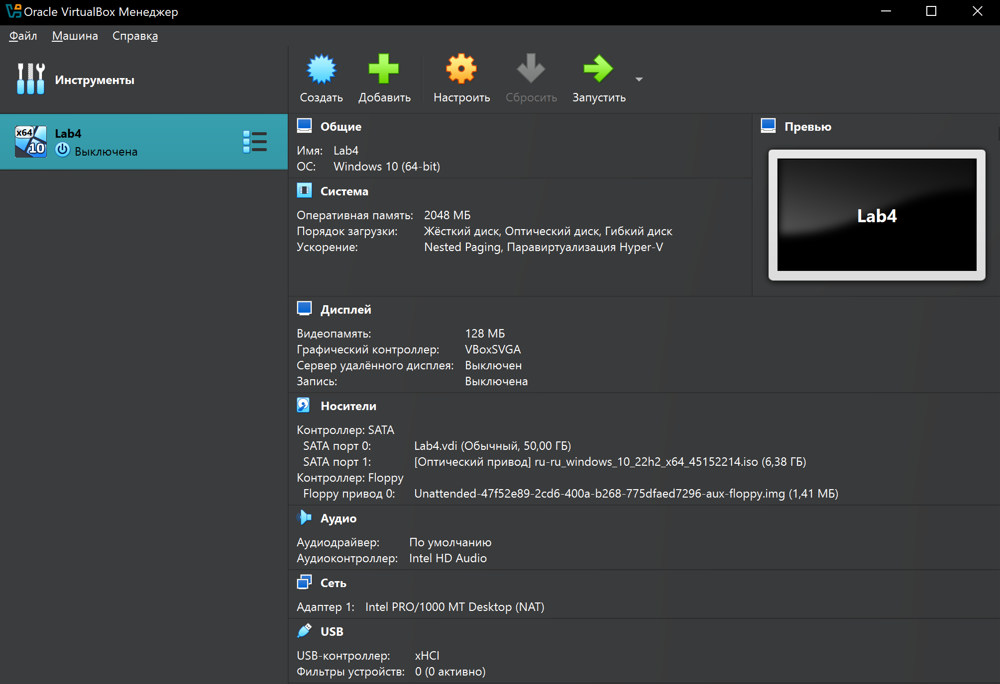 Oracle VirtualBox Менеджер
Файл Машина Справка
Инструменты
Создать Добавить Настроить Сбросить Запустить
x64
10
Lab4
Выключена
Общие
Имя: Lab4
ОС: Windows 10 (64-bit)
Превью
Lab4
Система
Оперативная память: 2048 МБ
Порядок загрузки: Жёсткий диск, Оптический диск, Гибкий диск
Ускорение: Nested Paging, Паравиртуализация Hyper-V
Дисплей
Видеопамять: 128 МБ
Графический контроллер: VBoxSVGA
Сервер удалённого дисплея: Выключен
Запись: Выключена
Носители
Контроллер: SATA
SATA порт 0: Lab4.vdi (Обычный, 50,00 ГБ)
SATA порт 1: [Оптический привод] ru-ru_windows_10_22h2_x64_45152214.iso (6,38 ГБ)
Контроллер: Floppy
Floppy привод 0: Unattended-47f52e89-2cd6-400a-b268-775dfaed7296-aux-floppy.img (1,41 МБ)
Аудио
Аудиодрайвер: По умолчанию
Аудиоконтроллер: Intel HD Audio
Сеть
Адаптер 1: Intel PRO/1000 MT Desktop (NAT)
USB
USB-контроллер: xHCI
Фильтры устройств: 0 (0 активно)